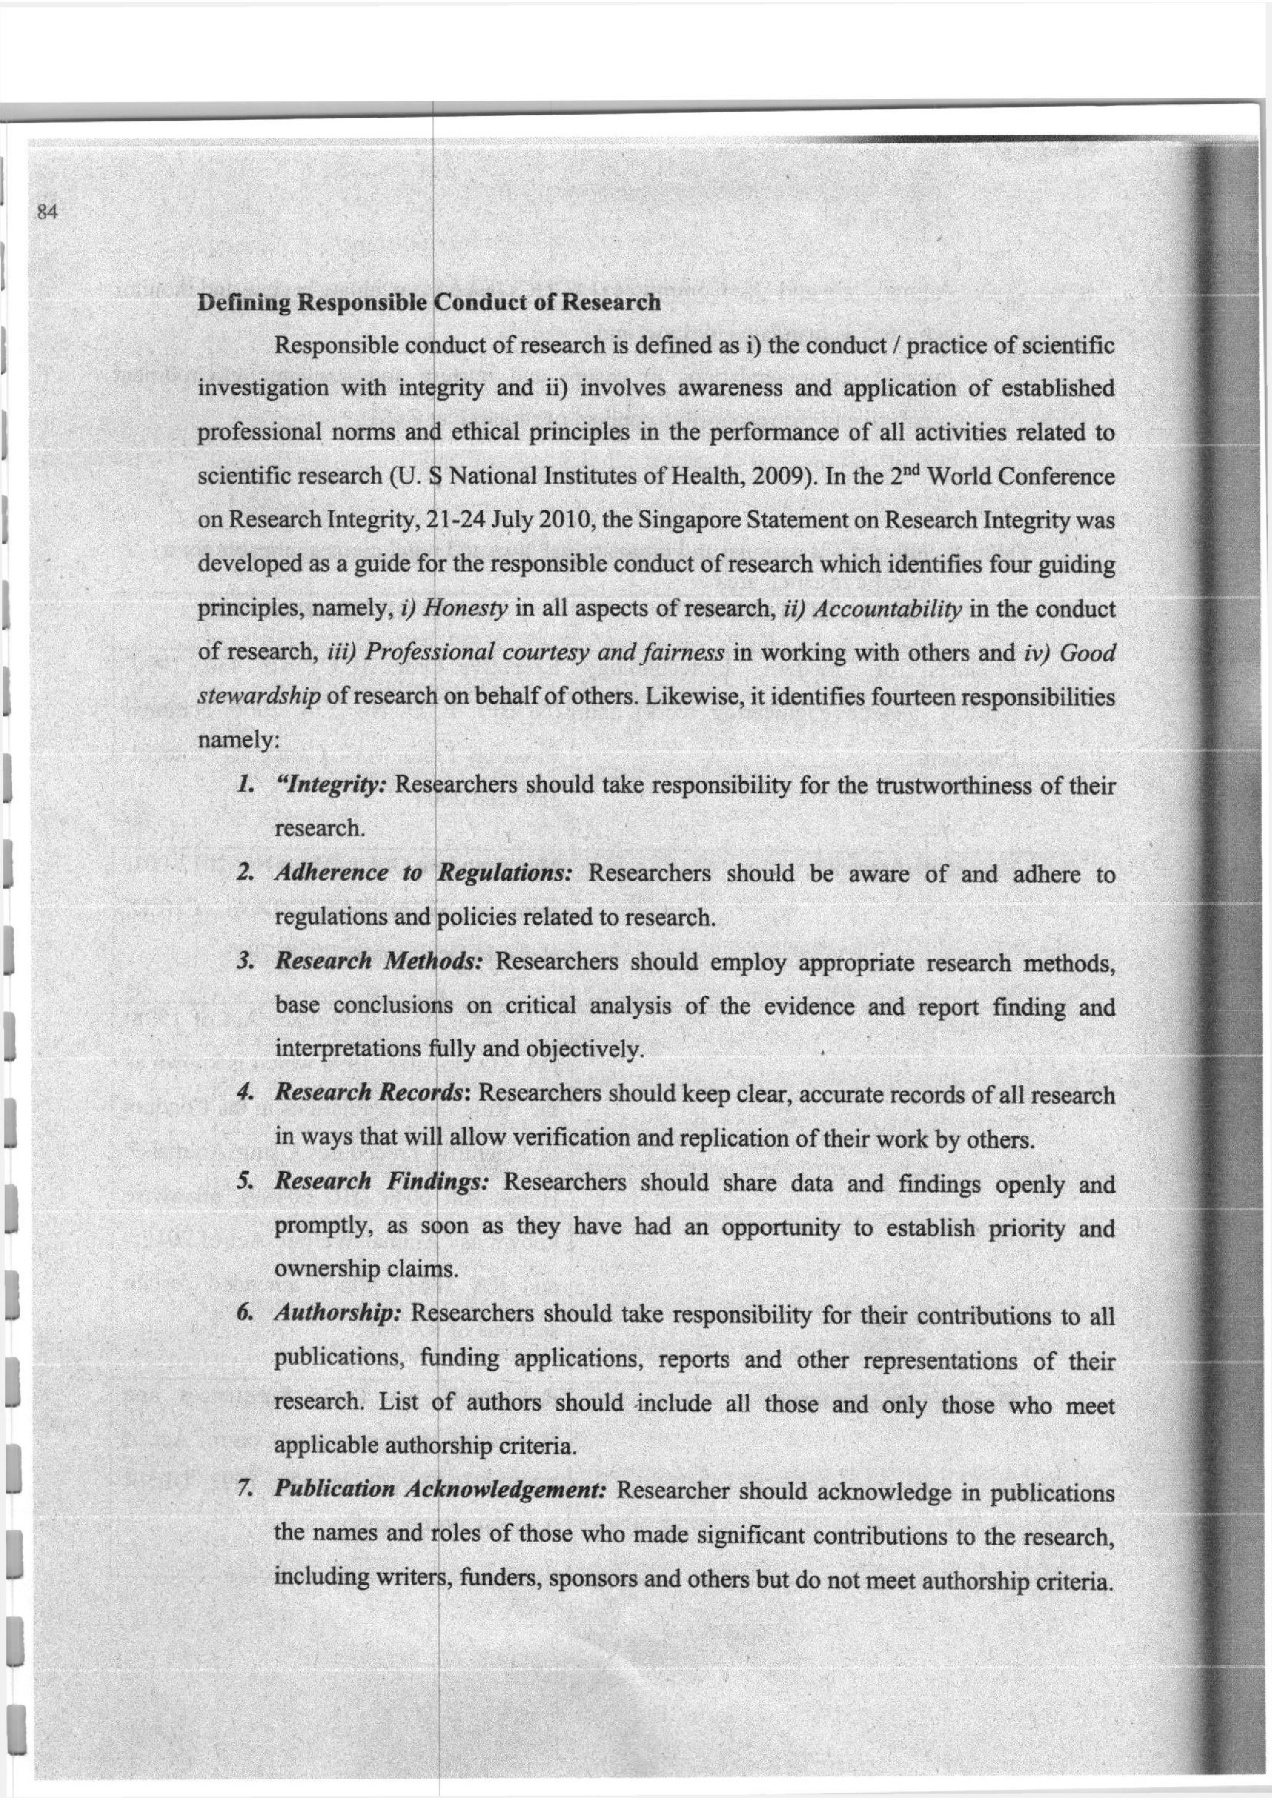 84
Defining Responsible Conduct of Research
Responsible conduct of research is defined as i) the conduct / practice of scientific
investigation with integrity and ii) involves awareness and application of established
professional norms and ethical principles in the performance of all activities related to
scientific research (U. S National Institutes of Health, 2009). In the 2nd World Conference
on Research Integrity, 21-24 July 2010, the Singapore Statement on Research Integrity was
developed as a guide for the responsible conduct of research which identifies four guiding
principles, namely, i) Honesty in all aspects of research, ii) Accountability in the conduct
of research, iii) Professional courtesy and fairness in working with others and iv) Good
stewardship of research on behalf of others. Likewise, it identifies fourteen responsibilities
namely:
1. “Integrity: Researchers should take responsibility for the trustworthiness of their
research.
2. Adherence to Regulations: Researchers should be aware of and adhere to
regulations and policies related to research.
3. Research Methods: Researchers should employ appropriate research methods,
base conclusions on critical analysis of the evidence and report finding and
interpretations fully and objectively.
4. Research Records: Researchers should keep clear, accurate records of all research
in ways that will allow verification and replication of their work by others.
5. Research Findings: Researchers should share data and findings openly and
promptly, as soon as they have had an opportunity to establish priority and
ownership claims.
6. Authorship: Researchers should take responsibility for their contributions to all
publications, funding applications, reports and other representations of their
research. List of authors should include all those and only those who meet
applicable authorship criteria.
7. Publication Acknowledgement: Researcher should acknowledge in publications
the names and roles of those who made significant contributions to the research,
including writers, funders, sponsors and others but do not meet authorship criteria.